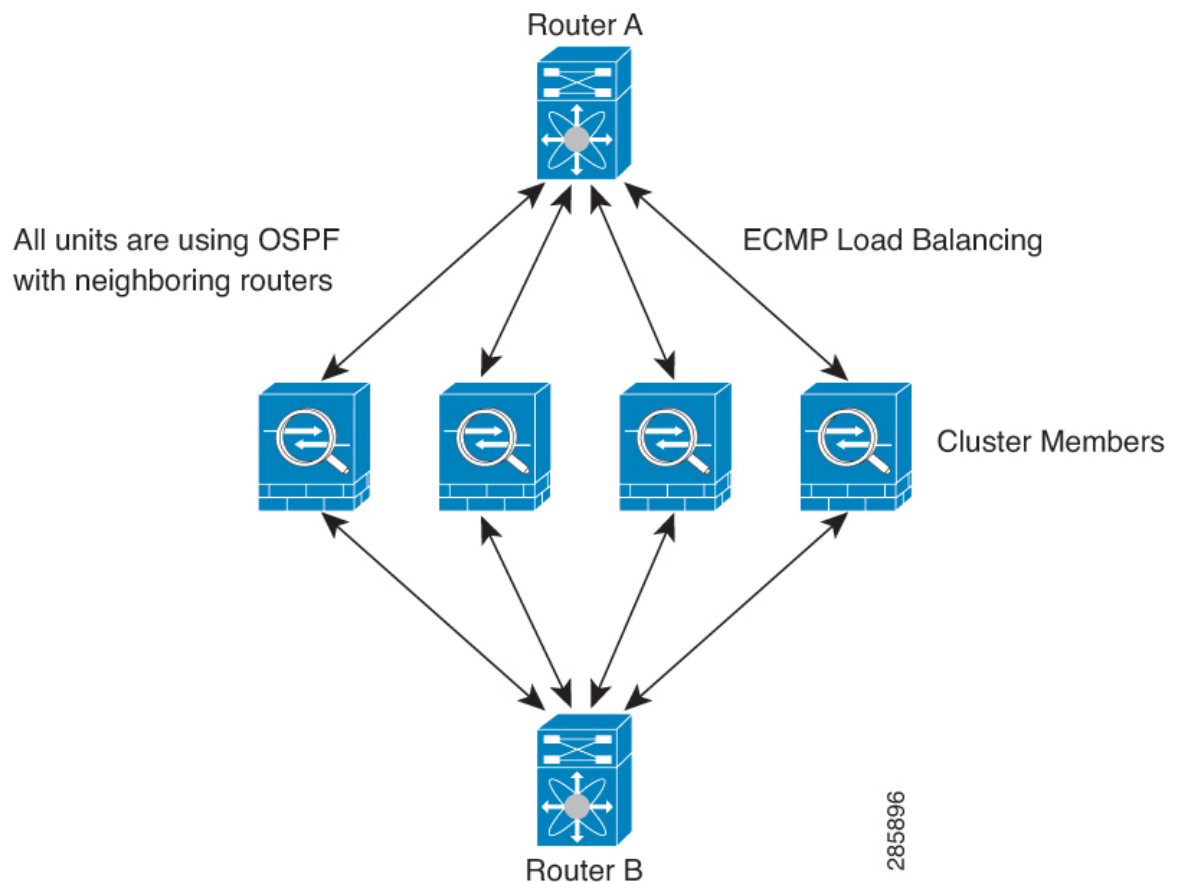 Router A
All units are using OSPF
with neighboring routers
ECMP Load Balancing
Cluster Members
Router B
285896